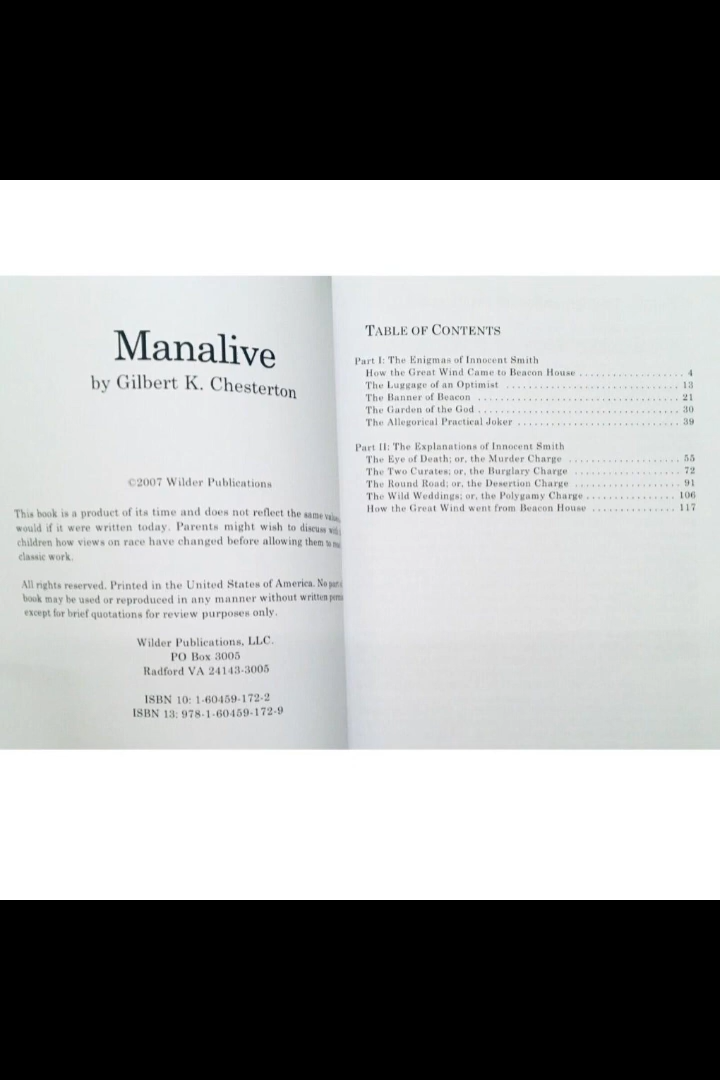 Manalive
by Gilbert K. Chesterton
©2007 Wilder Publications
This book is a product of its time and does not reflect the same
would if it were written today. Parents might wish to discuss
children how views on race have changed before allowing them to
classic work.
All rights reserved. Printed in the United States of America. No
book may be used or reproduced in any manner without written
except for brief quotations for review purposes only.
Wilder Publications, LLC.
PO Box 3005
Radford VA 24143-3005
ISBN 10: 1-60459-172-2
ISBN 13: 978-1-60459-172-9
TABLE OF CONTENTS
Part I: The Enigmas of Innocent Smith
How the Great Wind Came to Beacon House . . . . . . . . . . . . . . . . . 4
The Luggage of an Optimist . . . . . . . . . . . . . . . . . . . . . . . . . . . . 13
The Banner of Beacon . . . . . . . . . . . . . . . . . . . . . . . . . . . . . . . . 21
The Garden of the God . . . . . . . . . . . . . . . . . . . . . . . . . . . . . . . . 30
The Allegorical Practical Joker . . . . . . . . . . . . . . . . . . . . . . . . . . 39
Part II: The Explanations of Innocent Smith
The Eye of Death; or, the Murder Charge . . . . . . . . . . . . . . . . . . 55
The Two Curates; or, the Burglary Charge . . . . . . . . . . . . . . . . . 72
The Round Road; or, the Desertion Charge . . . . . . . . . . . . . . . . . 91
The Wild Weddings; or, the Polygamy Charge . . . . . . . . . . . . . . 106
How the Great Wind went from Beacon House . . . . . . . . . . . . . 117